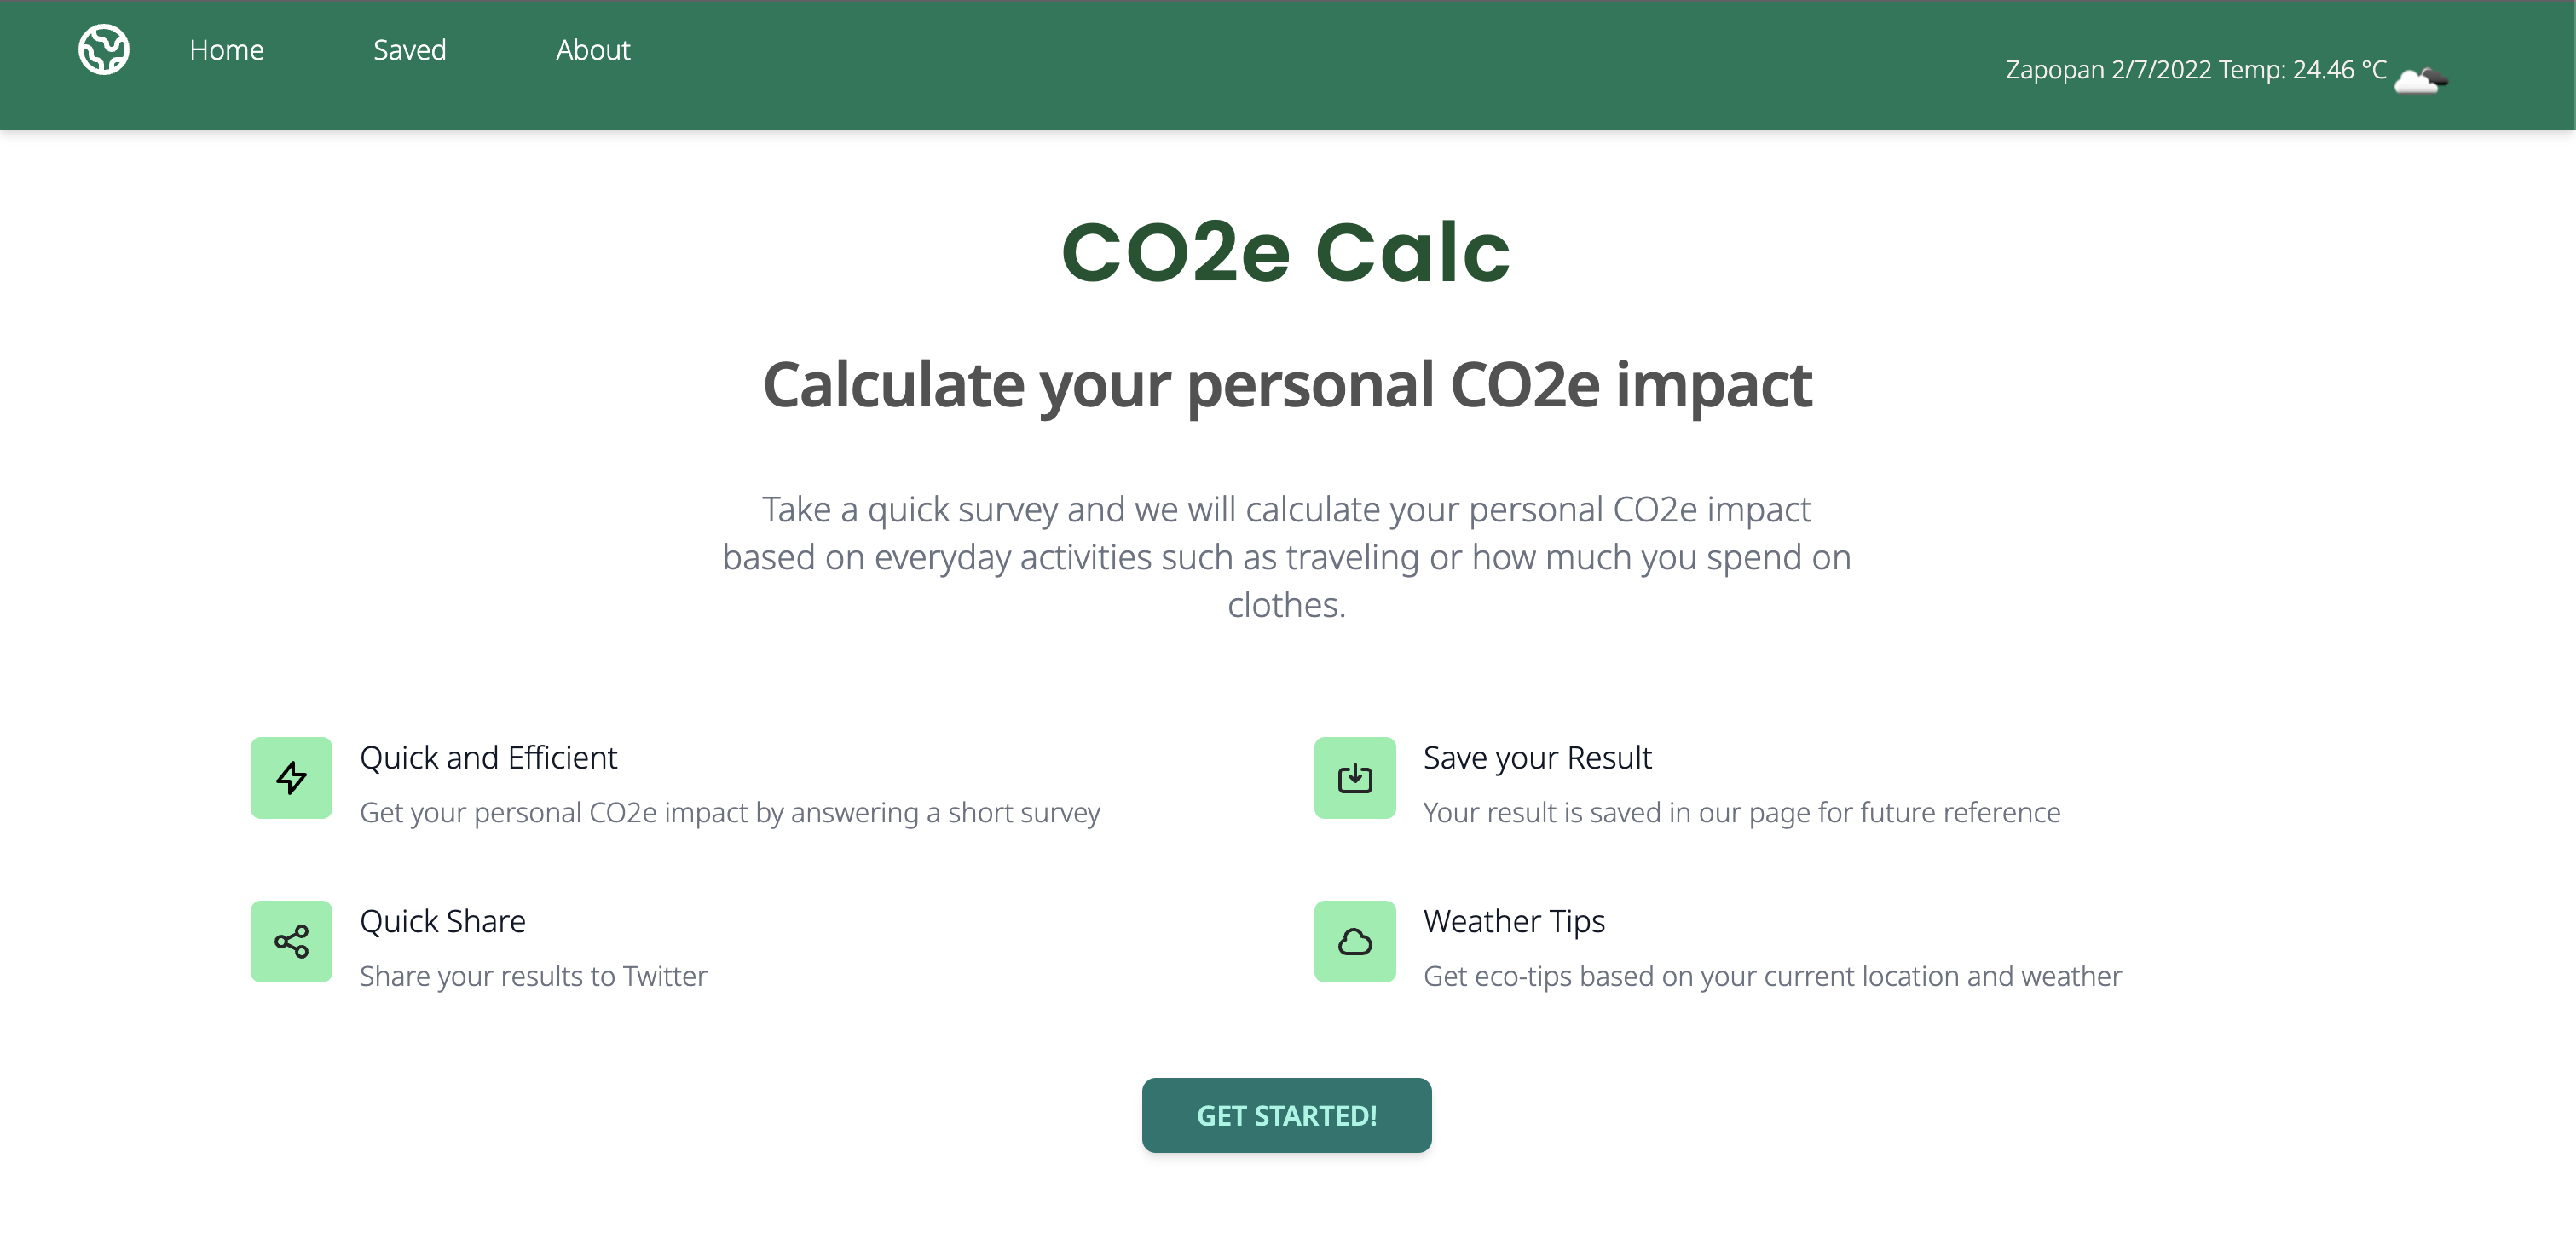 Home
Saved
About
Zapopan 2/7/2022 Temp: 24.46 °C
CO2e Calc
Calculate your personal CO2e impact
Take a quick survey and we will calculate your personal CO2e impact
based on everyday activities such as traveling or how much you spend on
clothes.
Quick and Efficient
Get your personal CO2e impact by answering a short survey
Save your Result
Your result is saved in our page for future reference
Quick Share
Share your results to Twitter
Weather Tips
Get eco-tips based on your current location and weather
GET STARTED!